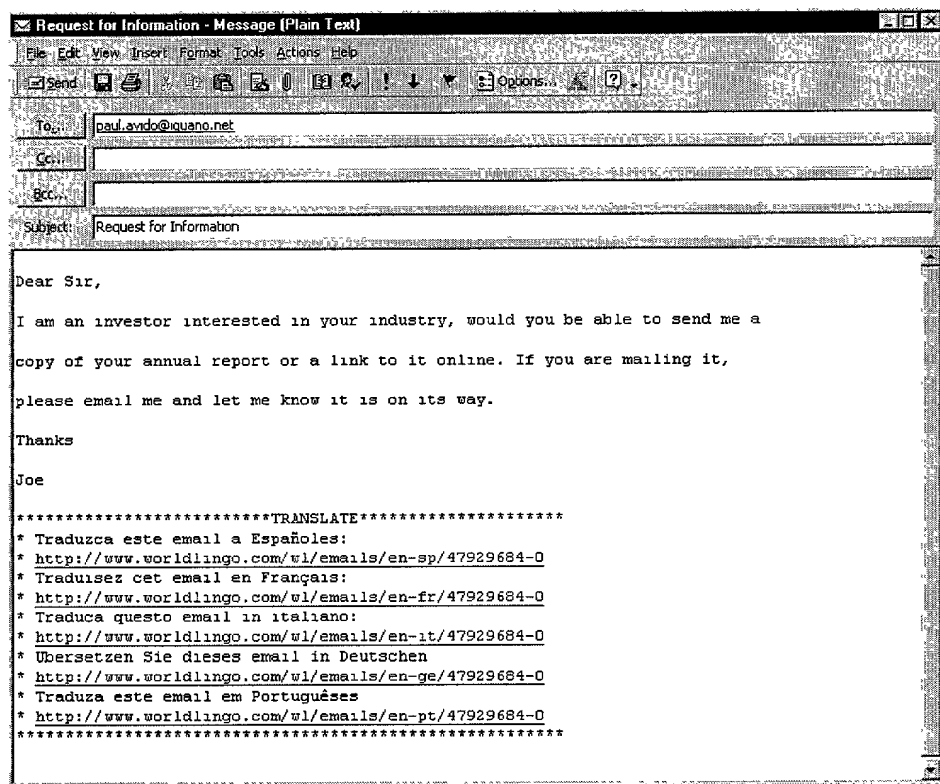 Request for Information - Message (Plain Text)
File Edit View Insert Format Tools Actions Help
Send Options...
To... paul.avido@iquano.net
Cc...
Bcc...
Subject: Request for Information
Dear Sir,
I am an investor interested in your industry, would you be able to send me a
copy of your annual report or a link to it online. If you are mailing it,
please email me and let me know it is on its way.
Thanks
Joe
**************************TRANSLATE*********************
* Traduzca este email a Españoles:
* http://www.worldlingo.com/wl/emails/en-sp/47929684-0
* Traduisez cet email en Français:
* http://www.worldlingo.com/wl/emails/en-fr/47929684-0
* Traduca questo email in italiano:
* http://www.worldlingo.com/wl/emails/en-it/47929684-0
* Ubersetzen Sie dieses email in Deutschen
* http://www.worldlingo.com/wl/emails/en-ge/47929684-0
* Traduza este email em Portuguêses
* http://www.worldlingo.com/wl/emails/en-pt/47929684-0
********************************************************